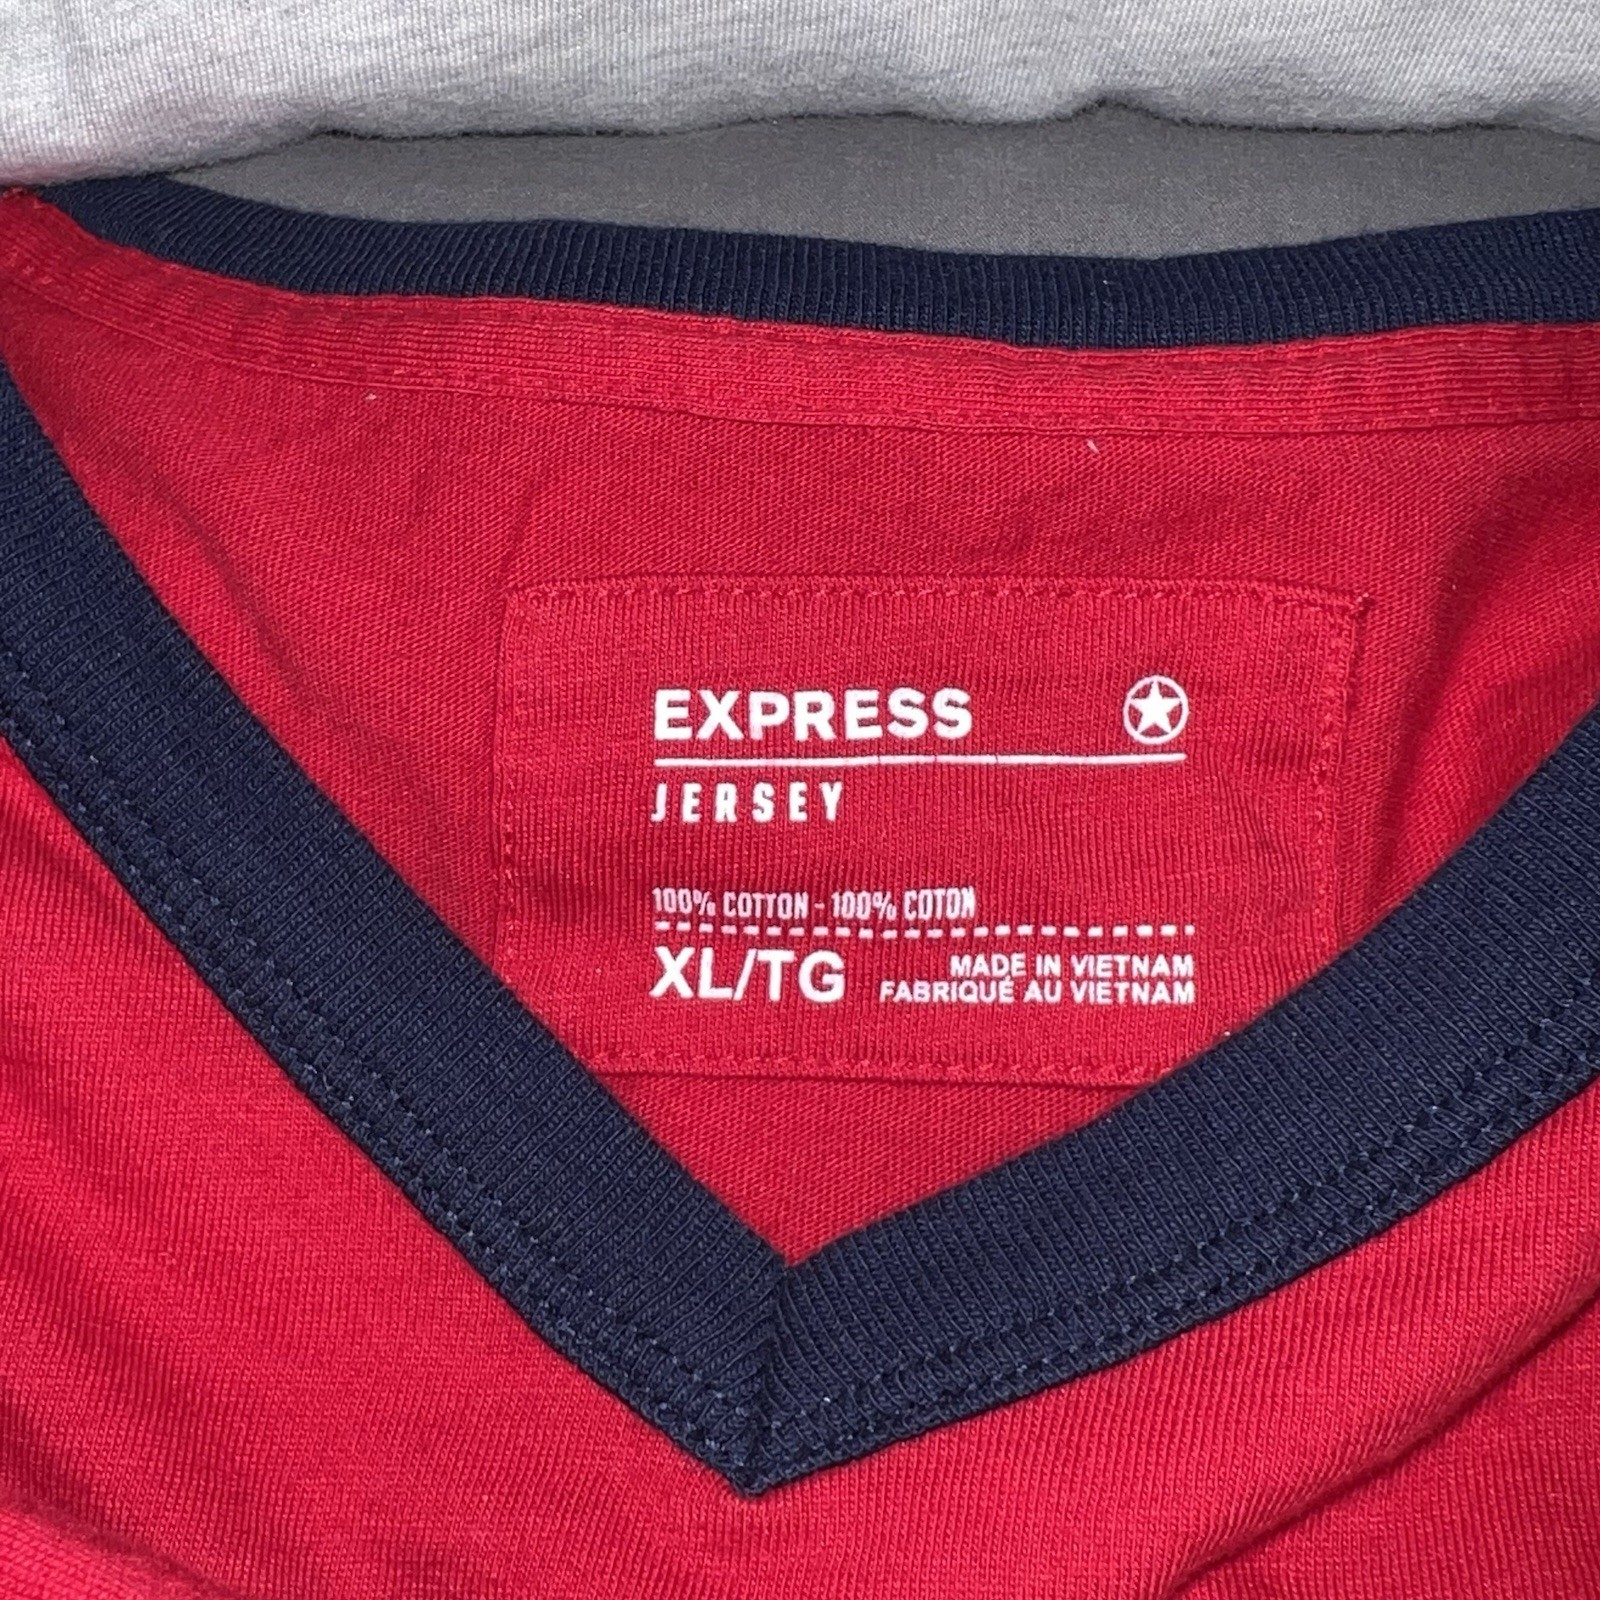 EXPRESS
JERSEY
100% COTTON - 100% COTON
XL/TG
MADE IN VIETNAM
FABRIQUÉ AU VIETNAM